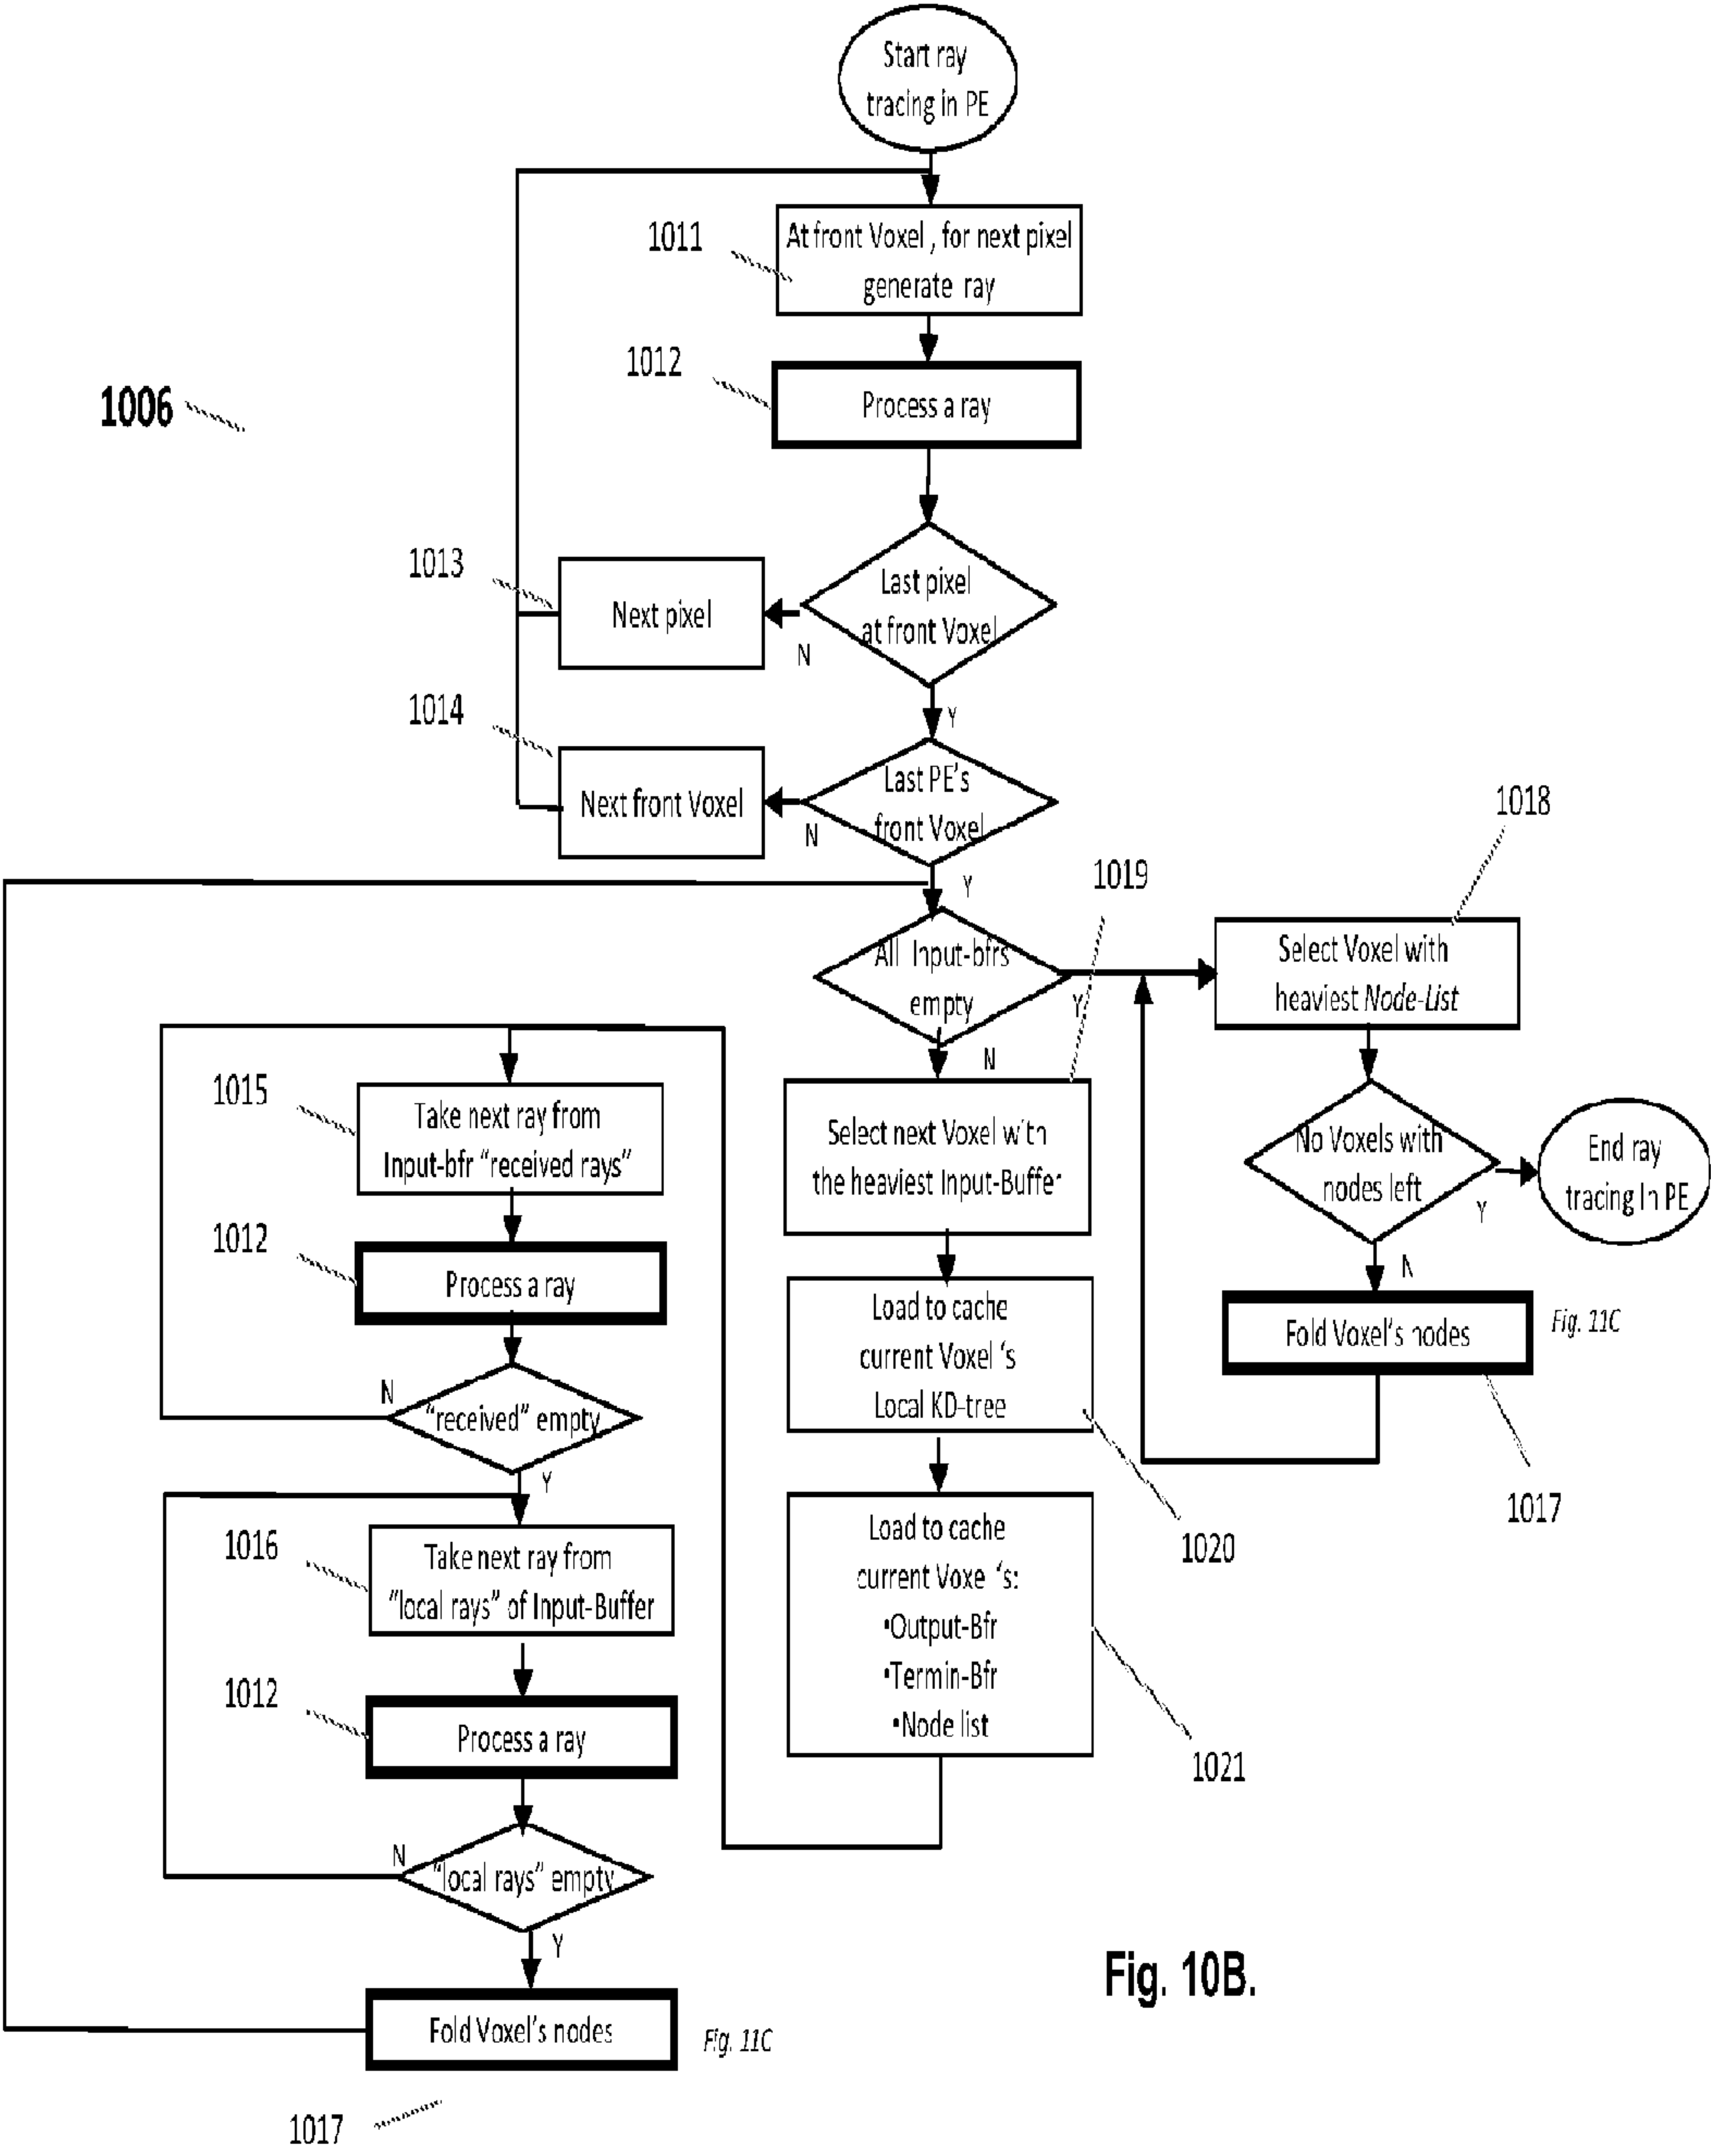 Start ray
tracing in PE
1011
At front Voxel , for next pixel
generate ray
1012
Process a ray
1006
1013
Next pixel
Last pixel
at front Voxel
N
Y
1014
Next front Voxel
Last PE's
front Voxel
N
Y
1019
1018
All Input-bfrs
empty
Y
N
Select Voxel with
heaviest Node-List
1015
Take next ray from
Input-bfr "received rays"
Select next Voxel with
the heaviest Input-Buffer
No Voxels with
nodes left
Y
N
End ray
tracing In PE
1012
Process a ray
Load to cache
current Voxel 's
Local KD-tree
Fold Voxel's nodes
Fig. 11C
N
"received" empty
Y
1017
1020
1016
Take next ray from
"local rays" of Input-Buffer
Load to cache
current Voxe 's:
•Output-Bfr
•Termin-Bfr
•Node list
1021
1012
Process a ray
N
"local rays" empty
Y
Fold Voxel's nodes
Fig. 11C
1017
Fig. 10B.